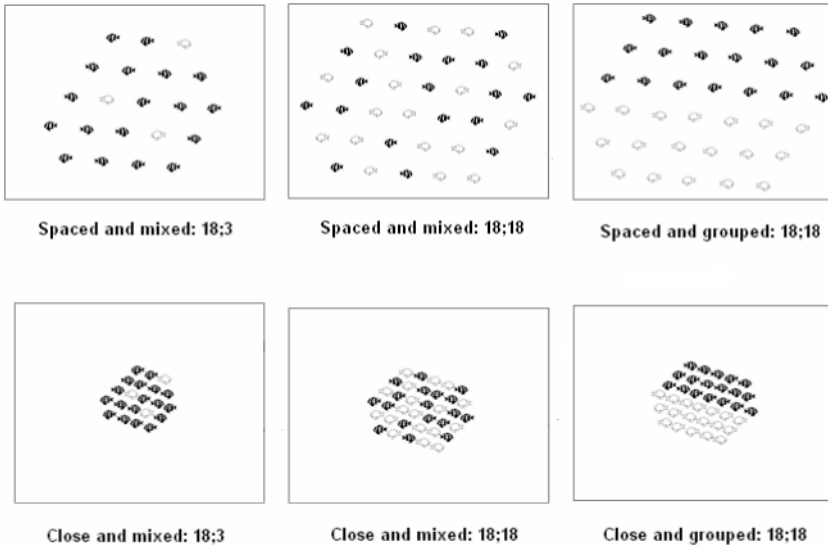 Spaced and mixed: 18;3
Spaced and mixed: 18;18
Spaced and grouped: 18;18
Close and mixed: 18;3
Close and mixed: 18;18
Close and grouped: 18;18